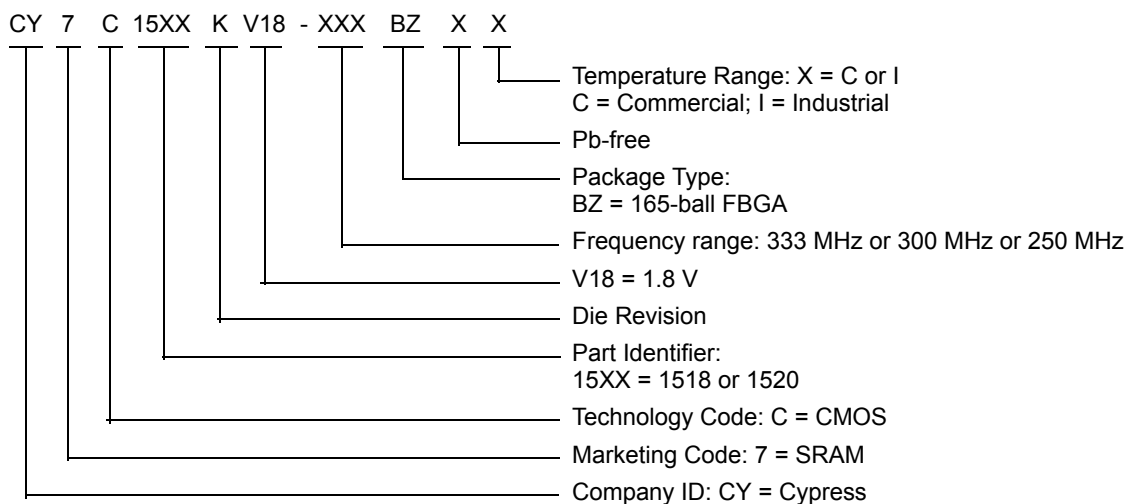 CY 7 C 15XX K V18 - XXX BZ X X
Temperature Range: X = C or I
C = Commercial; I = Industrial
Pb-free
Package Type:
BZ = 165-ball FBGA
Frequency range: 333 MHz or 300 MHz or 250 MHz
V18 = 1.8 V
Die Revision
Part Identifier:
15XX = 1518 or 1520
Technology Code: C = CMOS
Marketing Code: 7 = SRAM
Company ID: CY = Cypress